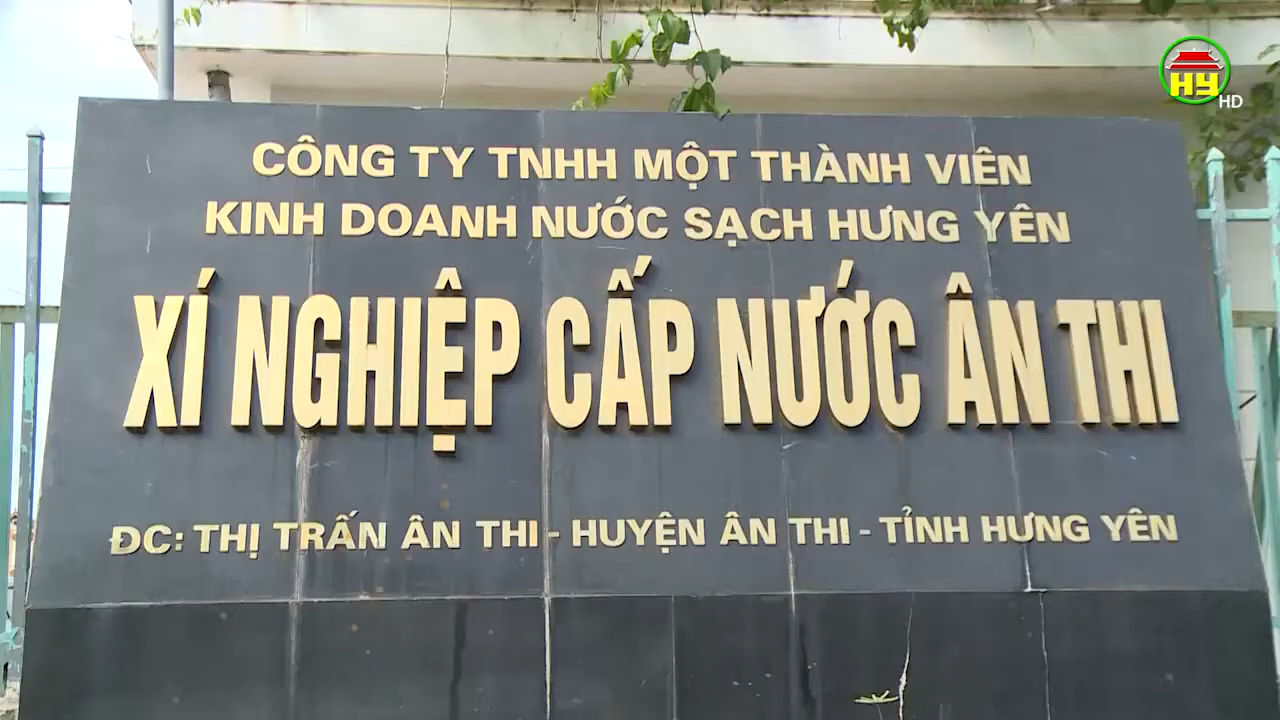 HY
HD
CÔNG TY TNHH MỘT THÀNH VIÊN
KINH DOANH NƯỚC SẠCH HƯNG YÊN
XÍ NGHIỆP CẤP NƯỚC ÂN THI
ĐC: THỊ TRẤN ÂN THI - HUYỆN ÂN THI - TỈNH HƯNG YÊN